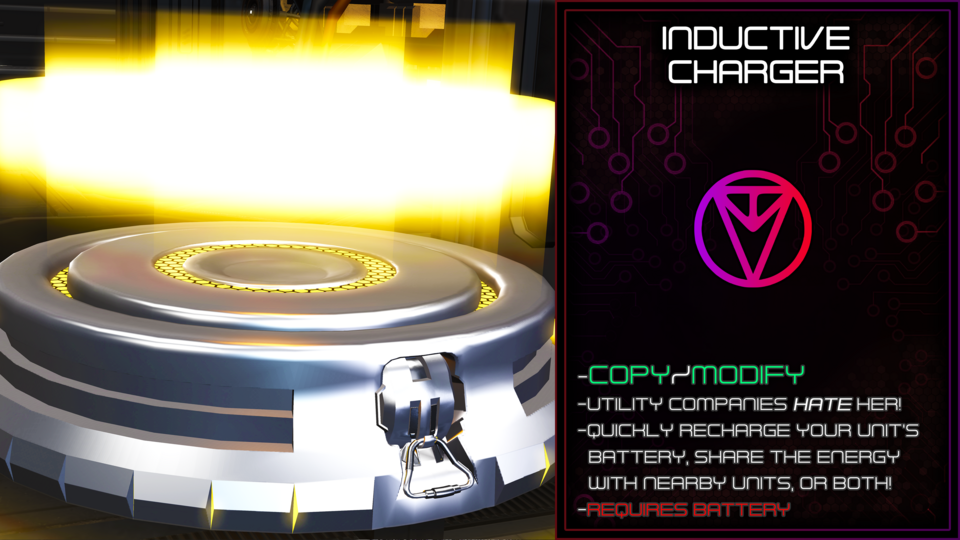 INDUCTIVE
CHARGER
-COPY/MODIFY
-UTILITY COMPANIES HATE HER!
-QUICKLY RECHARGE YOUR UNIT'S
BATTERY, SHARE THE ENERGY
WITH NEARBY UNITS, OR BOTH!
-REQUIRES BATTERY